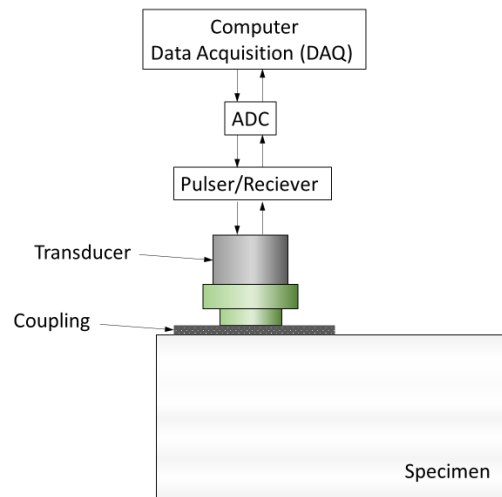 Computer
Data Acquisition (DAQ)
ADC
Pulser/Reciever
Transducer
Coupling
Specimen